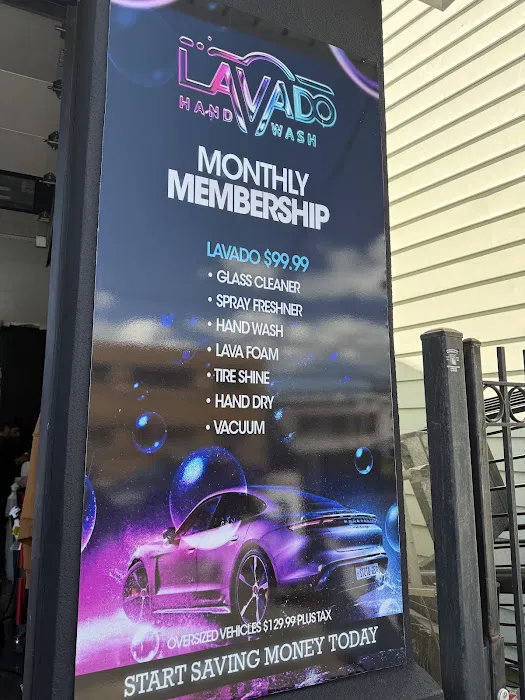 LAVADO
HAND WASH
MONTHLY
MEMBERSHIP
LAVADO $99.99
• GLASS CLEANER
• SPRAY FRESHNER
• HAND WASH
• LAVA FOAM
• TIRE SHINE
• HAND DRY
• VACUUM
OVERSIZED VEHICLES $129.99 PLUS TAX
START SAVING MONEY TODAY